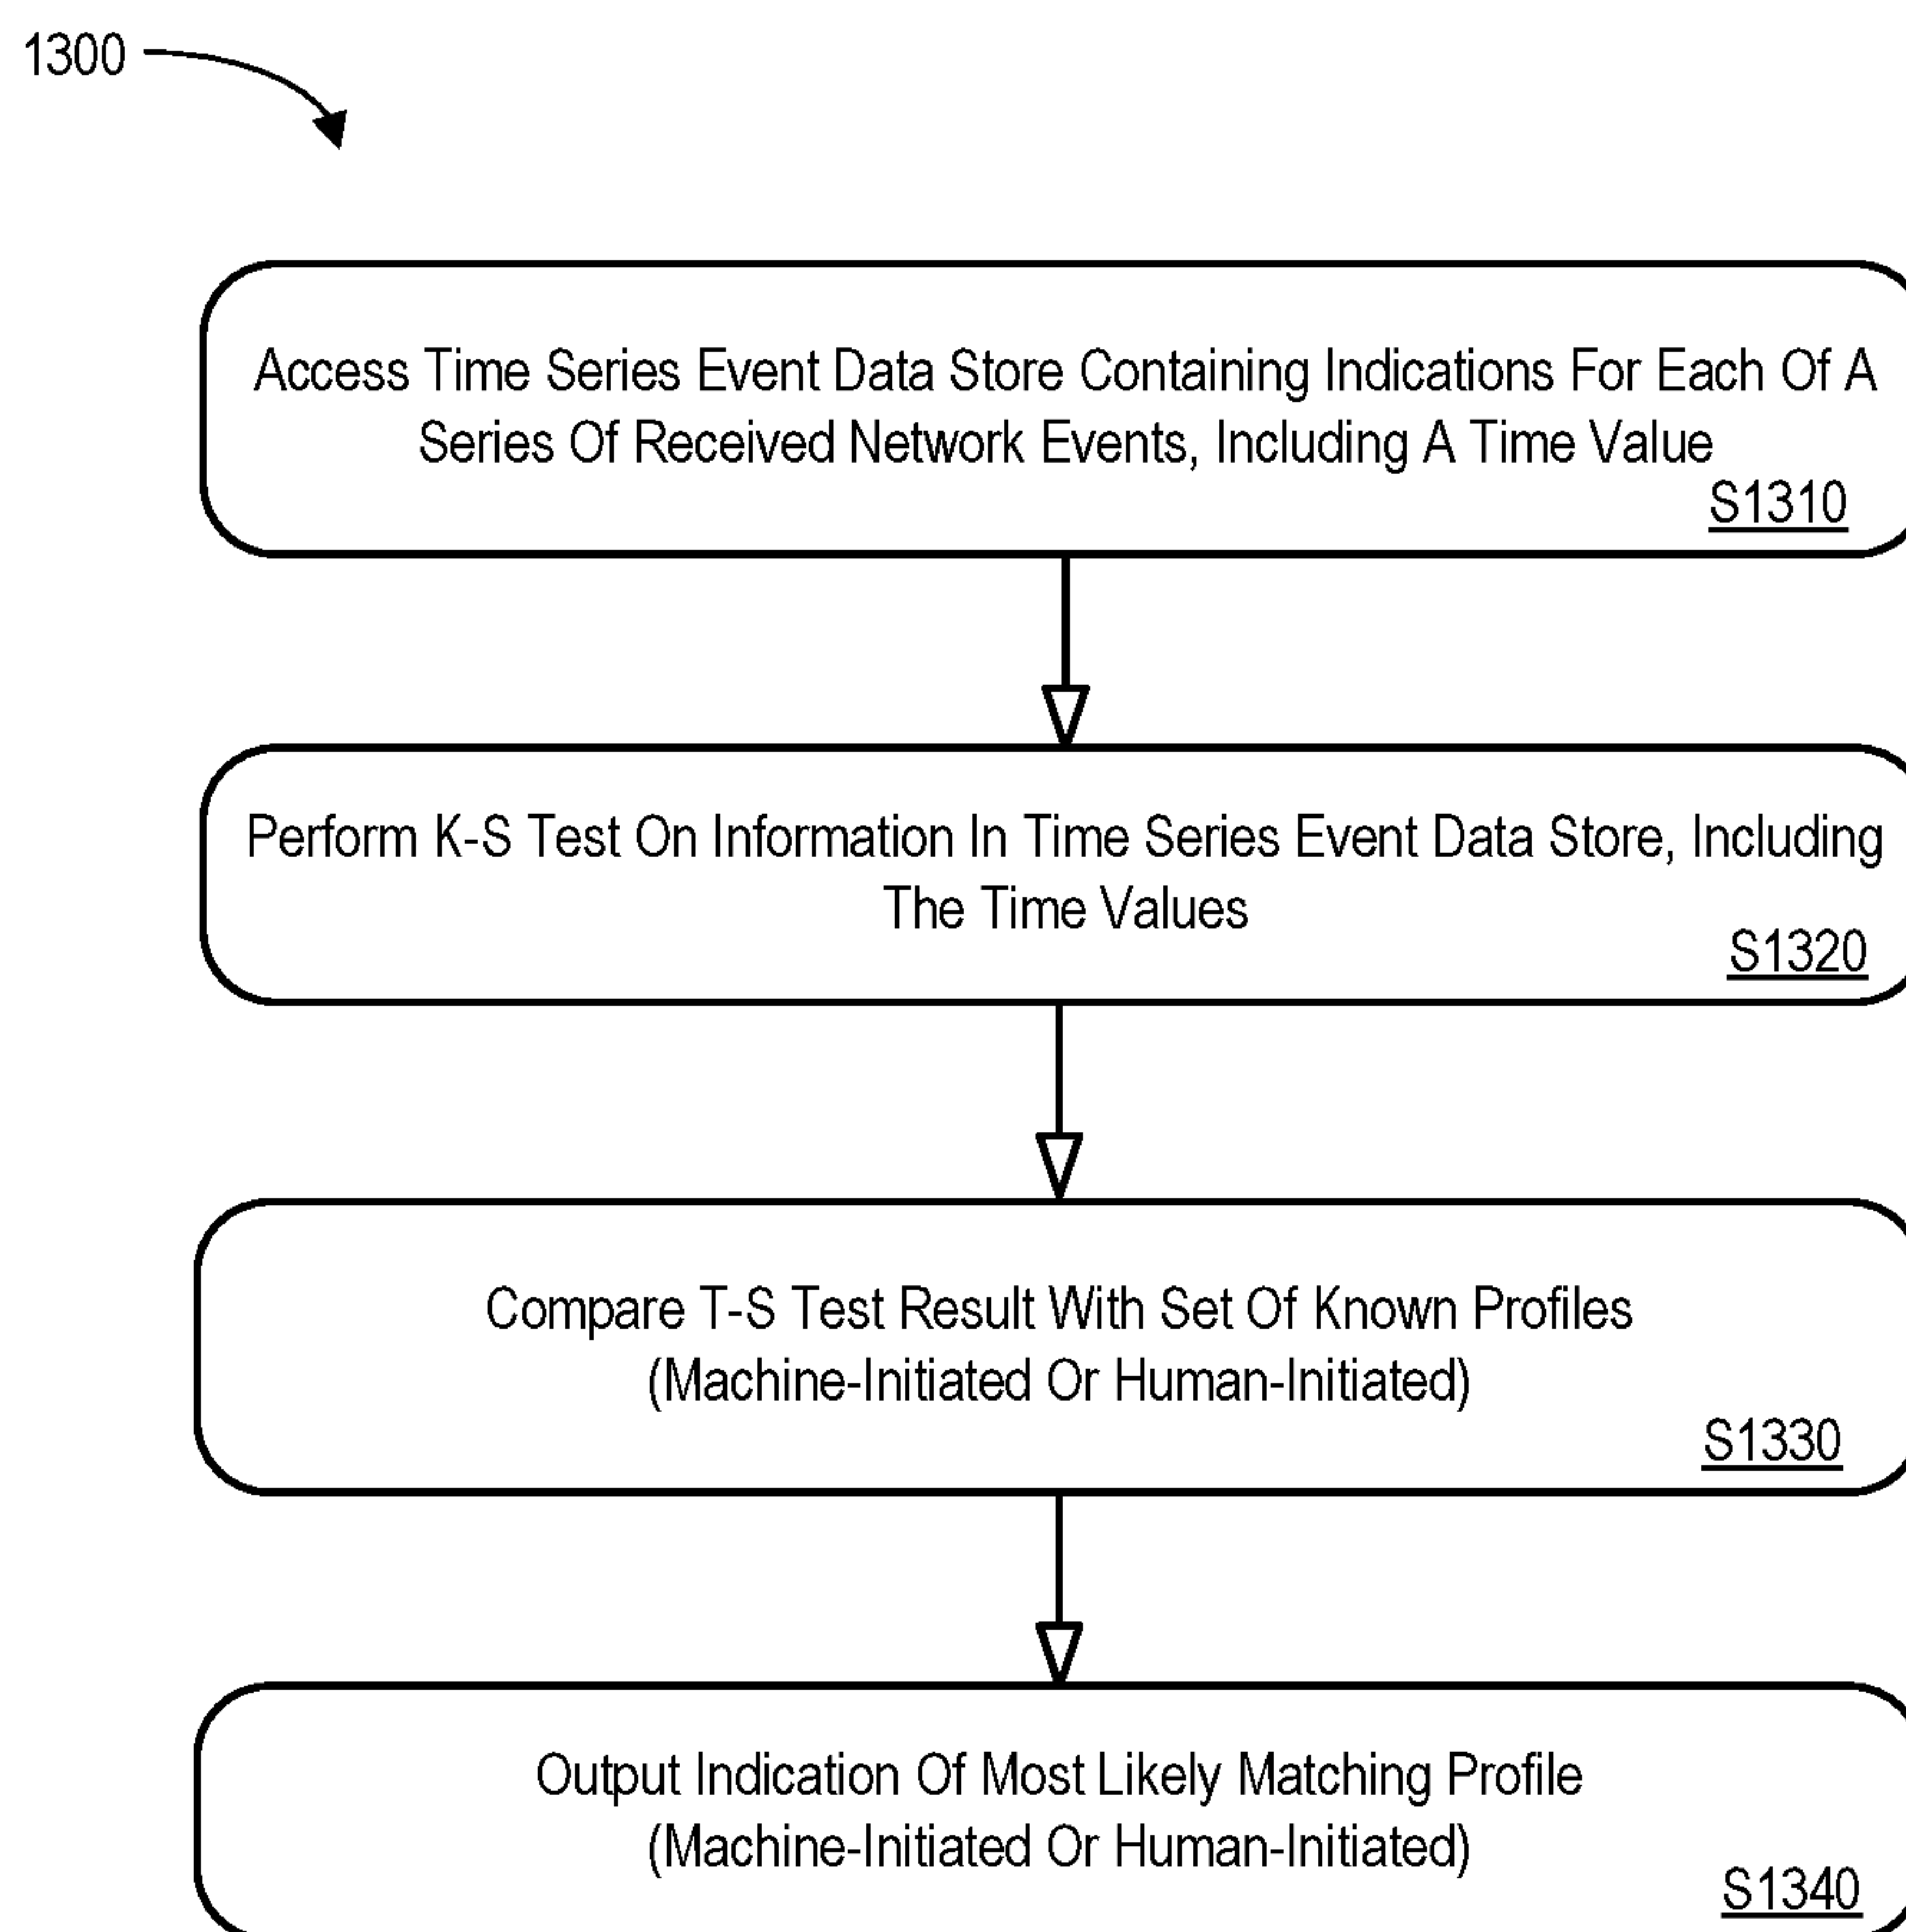 1300
Access Time Series Event Data Store Containing Indications For Each Of A
Series Of Received Network Events, Including A Time Value
S1310
Perform K-S Test On Information In Time Series Event Data Store, Including
The Time Values
S1320
Compare T-S Test Result With Set Of Known Profiles
(Machine-Initiated Or Human-Initiated)
S1330
Output Indication Of Most Likely Matching Profile
(Machine-Initiated Or Human-Initiated)
S1340